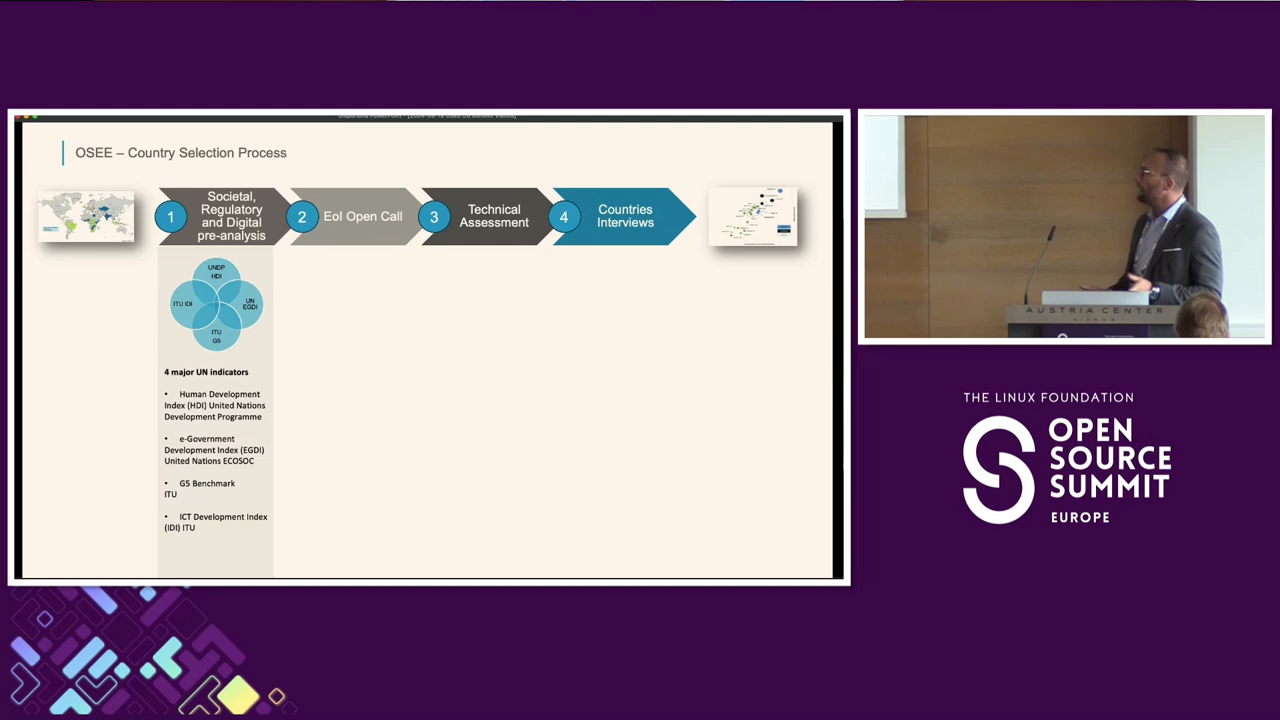 OSEE – Country Selection Process
1
Societal,
Regulatory
and Digital
pre-analysis
2
EoI Open Call
3
Technical
Assessment
4
Countries
Interviews
UNDP
HDI
ITU IDI
UN
EGDI
ITU
G5
4 major UN indicators
• Human Development
Index (HDI) United Nations
Development Programme
• e-Government
Development Index (EGDI)
United Nations ECOSOC
• G5 Benchmark
ITU
• ICT Development Index
(IDI) ITU
AUSTRIA CENTER
VIENNA
THE LINUX FOUNDATION
OPEN
SOURCE
SUMMIT
EUROPE